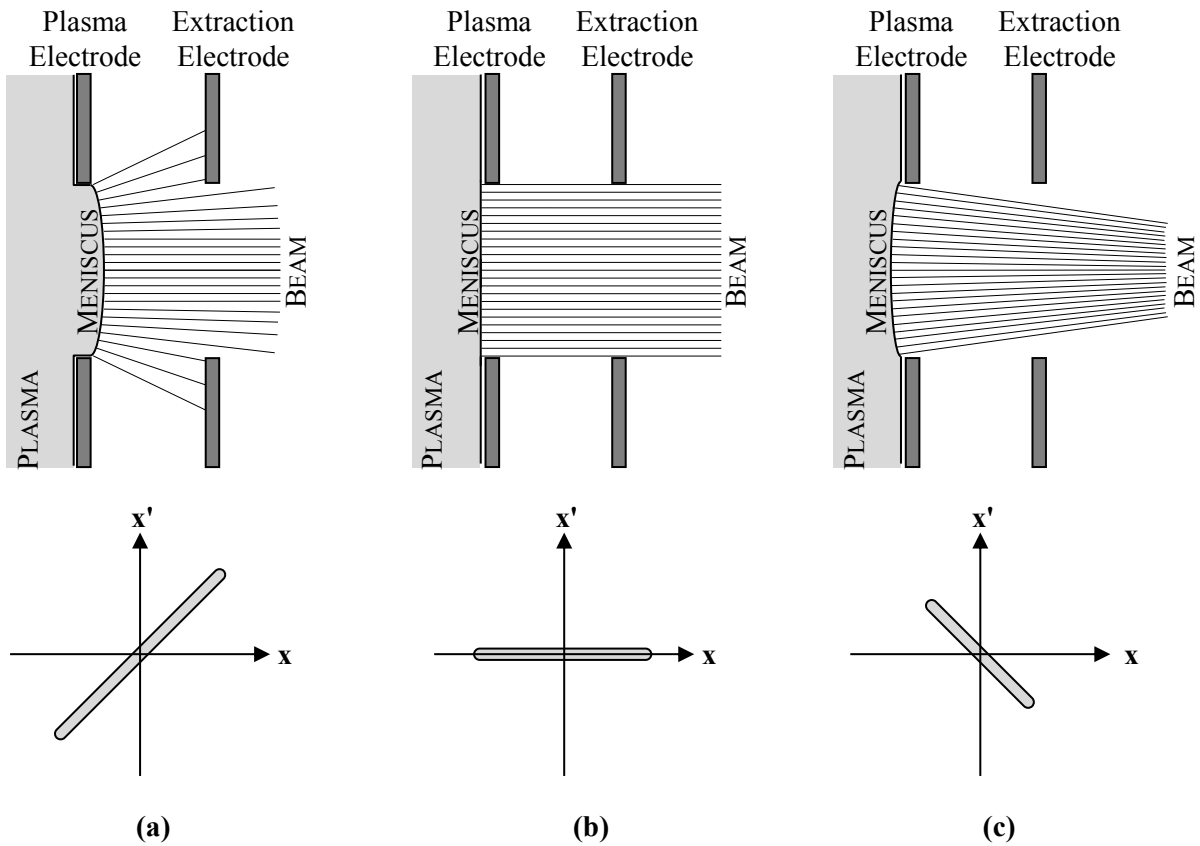 Plasma
Electrode
Extraction
Electrode
MENISCUS
BEAM
PLASMA
Plasma
Electrode
Extraction
Electrode
MENISCUS
BEAM
PLASMA
Plasma
Electrode
Extraction
Electrode
MENISCUS
BEAM
PLASMA
x'
x
(a)
x'
x
(b)
x'
x
(c)